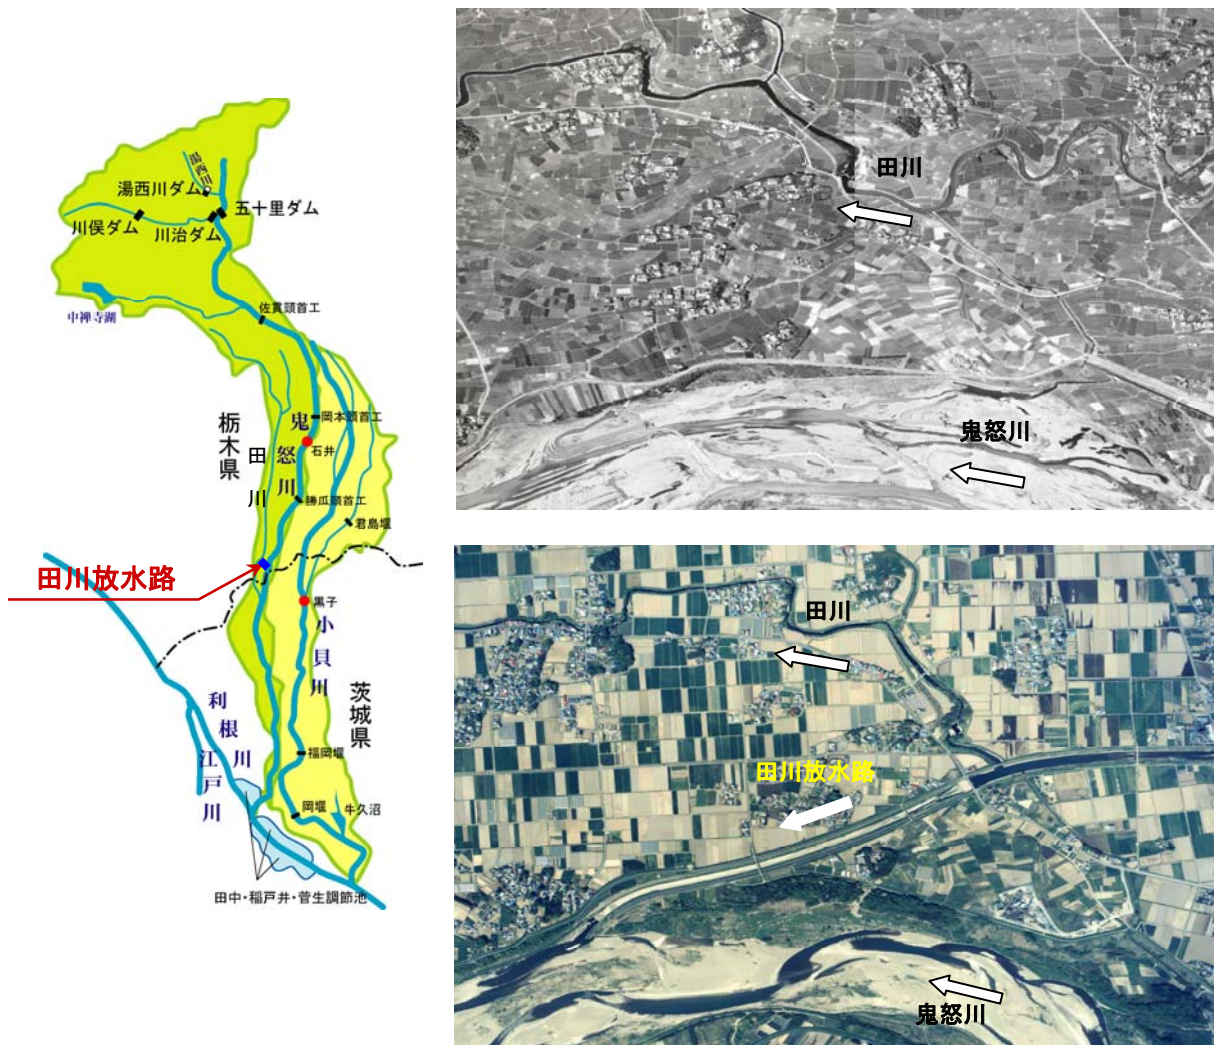 湯西川
湯西川ダム
五十里ダム
川俣ダム
川治ダム
中禅寺湖
佐貫頭首工
岡本頭首工
栃木県
鬼怒川
石井
田川
勝瓜頭首工
君島堰
田川放水路
黒子
小貝川
茨城県
利根川
江戸川
福岡堰
岡堰
牛久沼
田中・稲戸井・菅生調節池
田川
鬼怒川
田川
田川放水路
鬼怒川